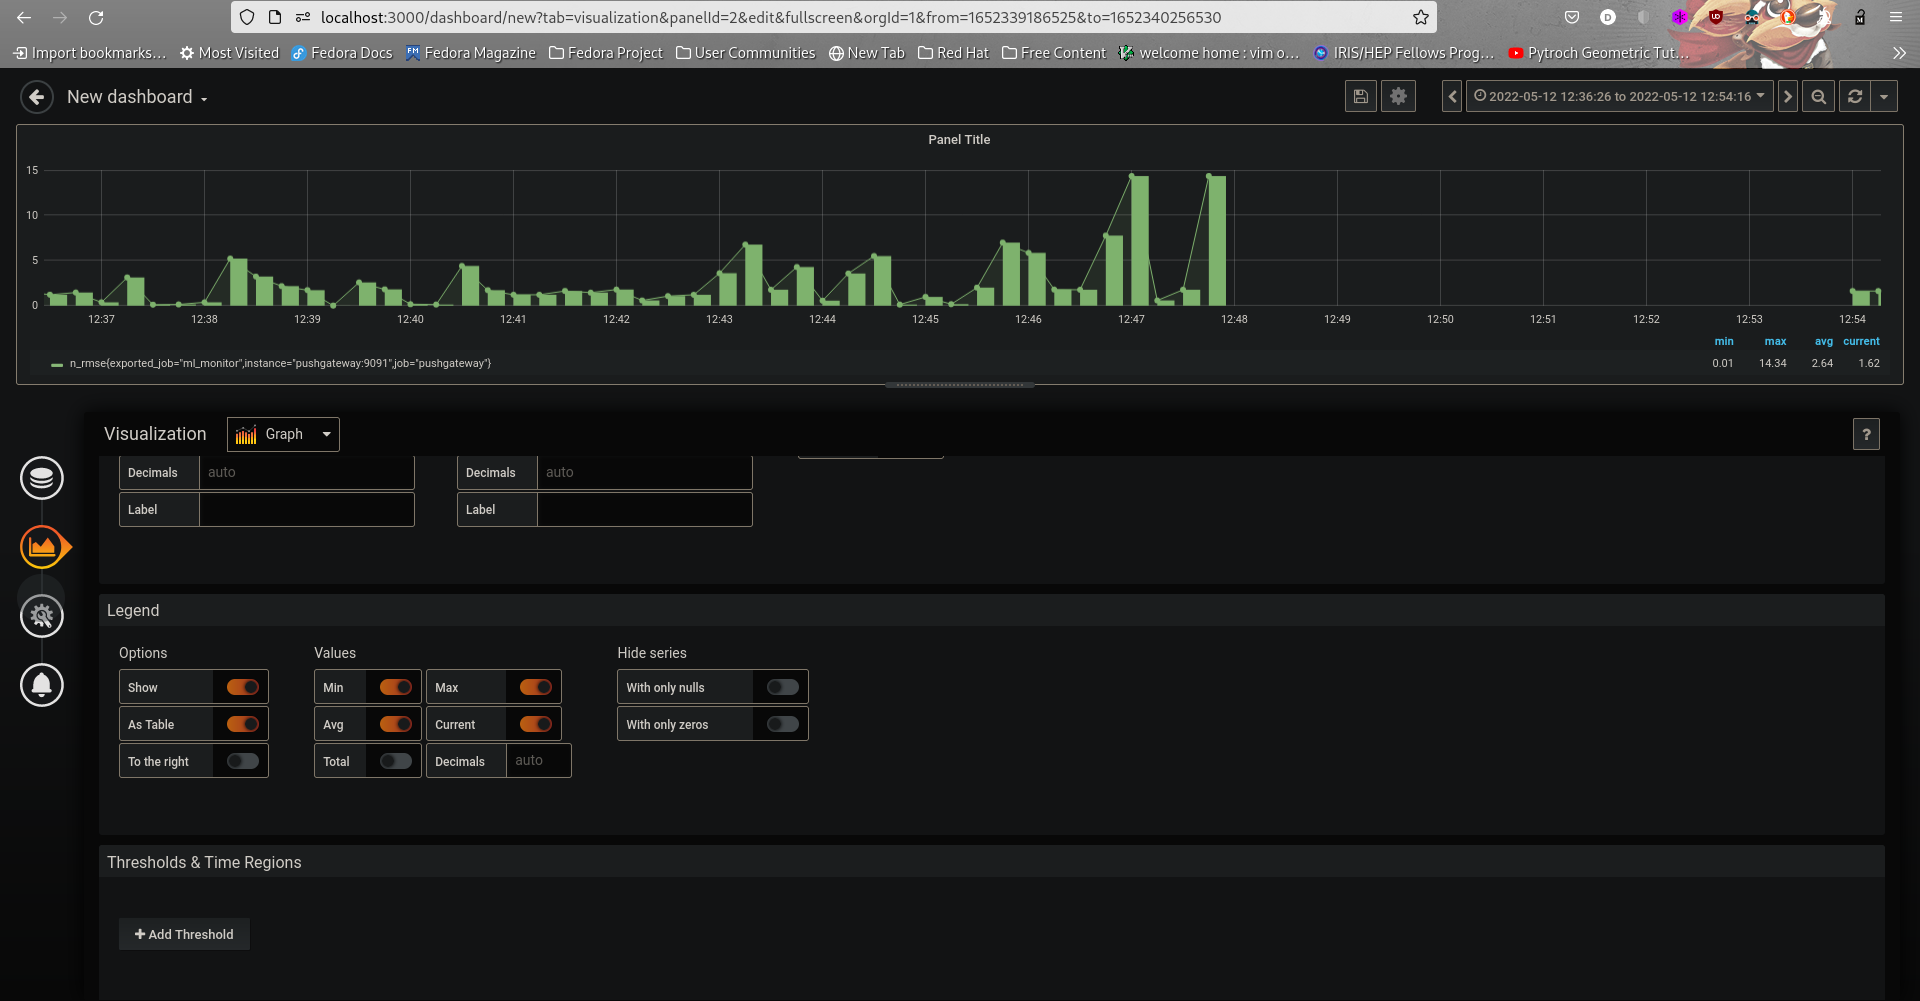 localhost:3000/dashboard/new?tab=visualization&panelId=2&edit&fullscreen&orgId=1&from=1652339186525&to=1652340256530
Import bookmarks... Most Visited Fedora Docs Fedora Magazine Fedora Project User Communities New Tab Red Hat Free Content welcome home : vim o... IRIS/HEP Fellows Prog... Pytroch Geometric Tut...
New dashboard
2022-05-12 12:36:26 to 2022-05-12 12:54:16
Panel Title
15
10
5
0
12:37 12:38 12:39 12:40 12:41 12:42 12:43 12:44 12:45 12:46 12:47 12:48 12:49 12:50 12:51 12:52 12:53 12:54
min max avg current
n_rmse{exported_job="ml_monitor",instance="pushgateway:9091",job="pushgateway"} 0.01 14.34 2.64 1.62
Visualization Graph ?
Decimals auto Decimals auto
Label Label
Legend
Options Values Hide series
Show Min Max With only nulls
As Table Avg Current With only zeros
To the right Total Decimals auto
Thresholds & Time Regions
+ Add Threshold